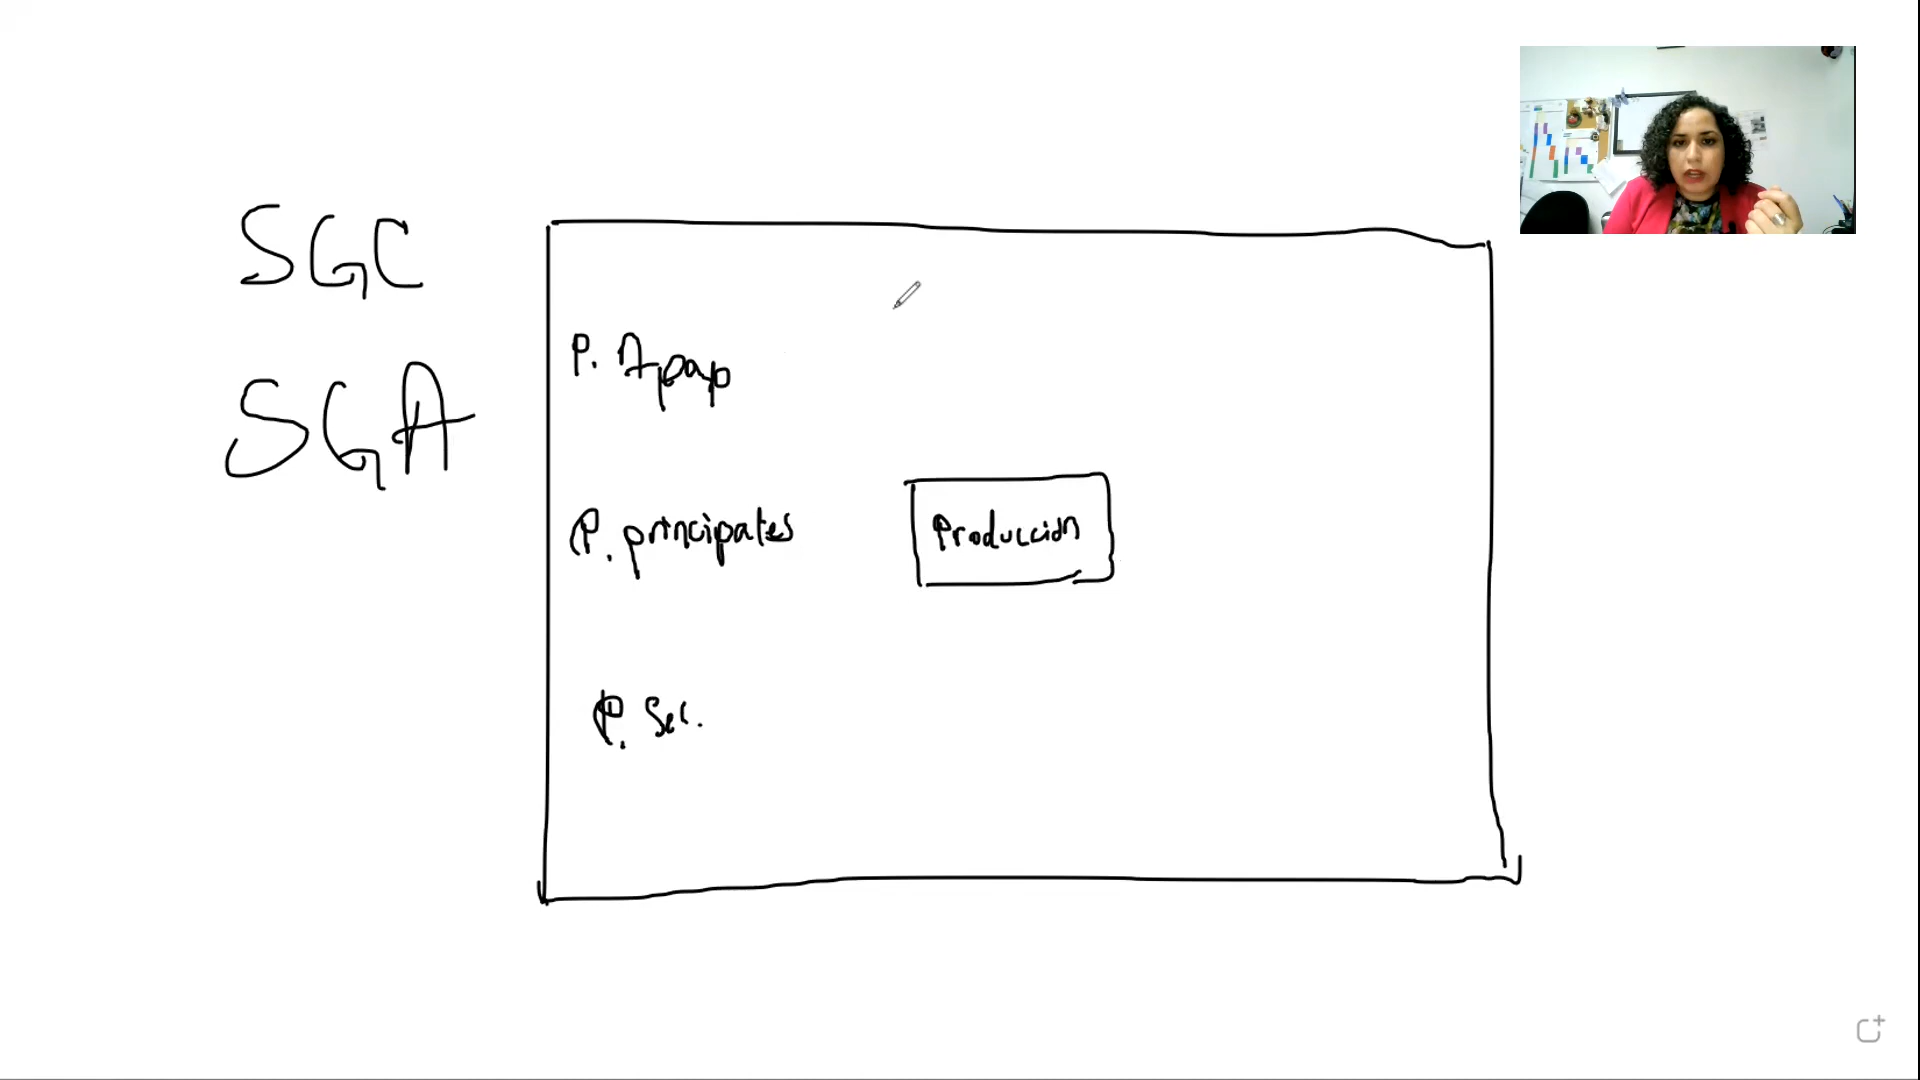 SGC
SGA
P. Apoyo
P. principales
Producción
P. Sec.